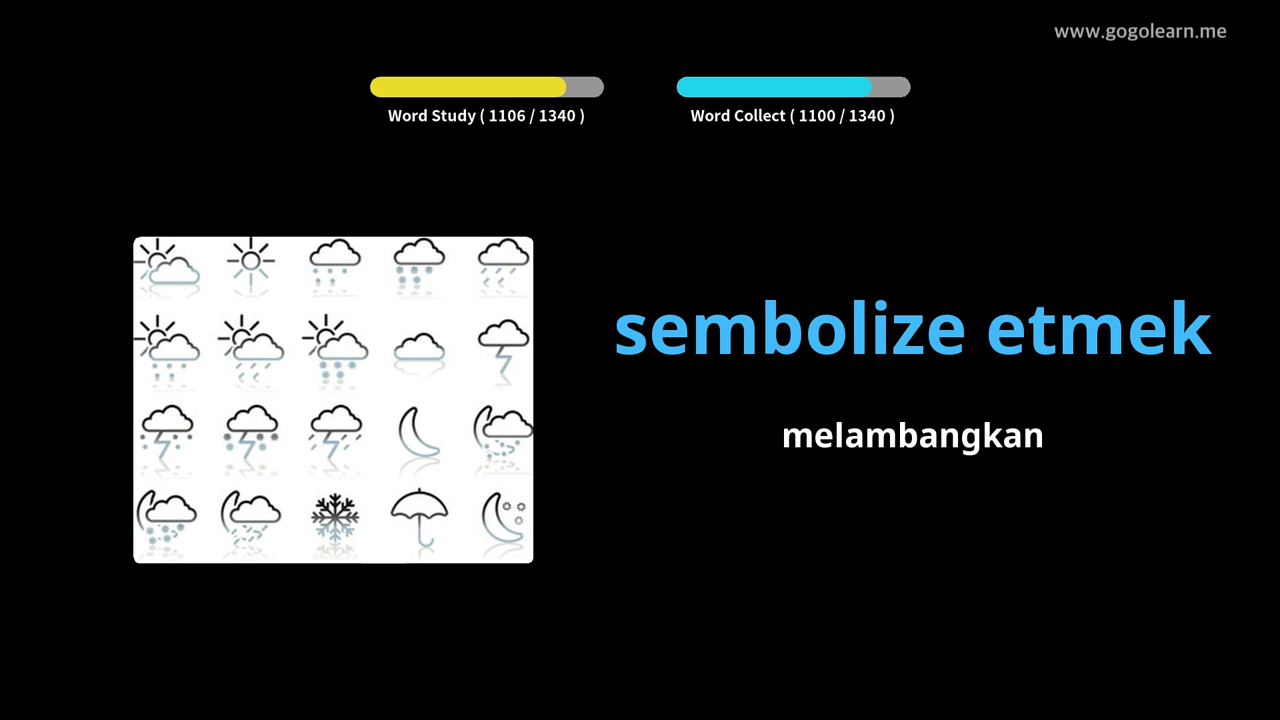 www.gogolearn.me
Word Study ( 1106 / 1340 )
Word Collect ( 1100 / 1340 )
sembolize etmek
melambangkan